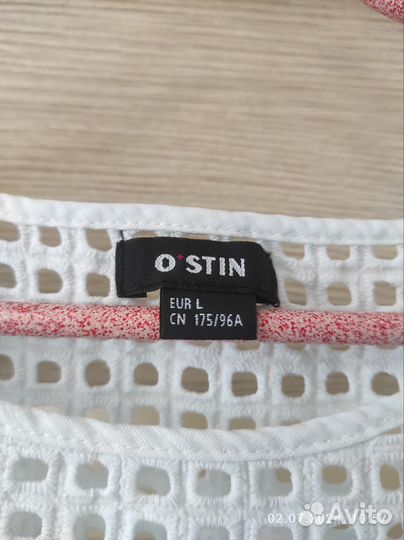 O*STIN
EUR L
CN 175/96A
Avito